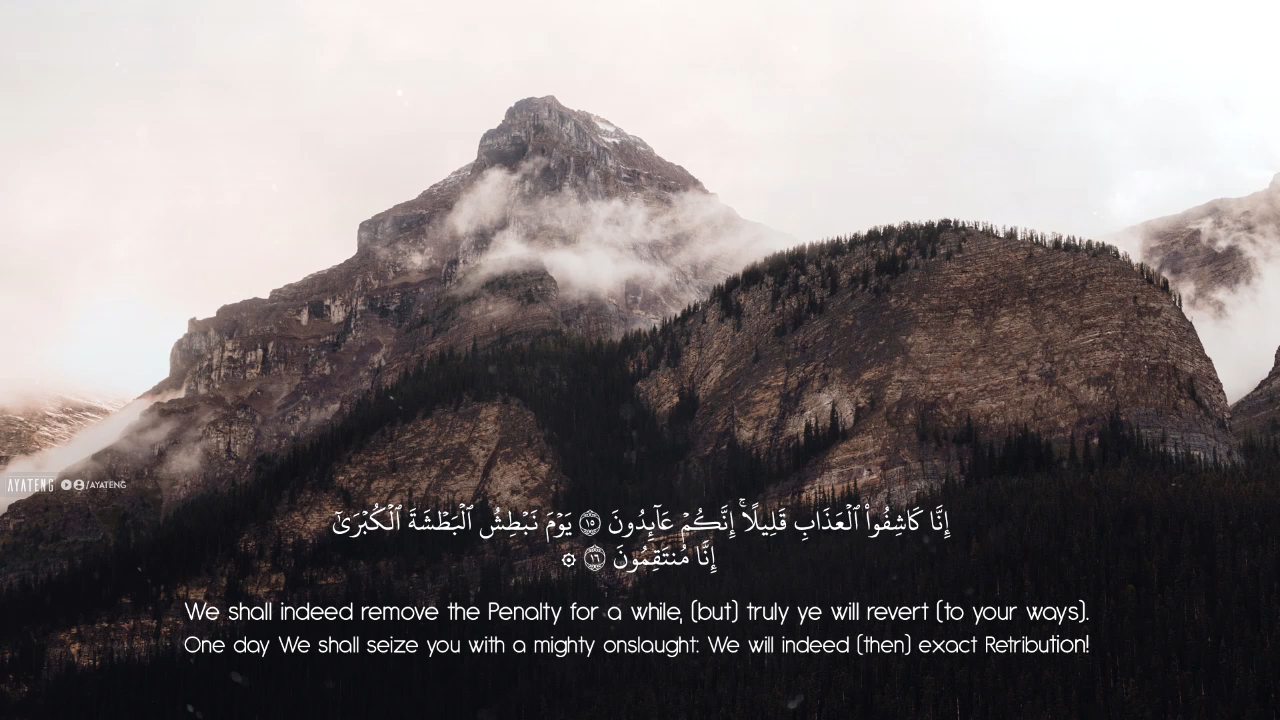 AYATENG /AYATENG
إِنَّا كَاشِفُوا۟ ٱلْعَذَابِ قَلِيلًا ۚ إِنَّكُمْ عَآئِدُونَ ١٥ يَوْمَ نَبْطِشُ ٱلْبَطْشَةَ ٱلْكُبْرَىٰٓ
إِنَّا مُنتَقِمُونَ ١٦ ۞
We shall indeed remove the Penalty for a while, (but) truly ye will revert (to your ways).
One day We shall seize you with a mighty onslaught: We will indeed (then) exact Retribution!